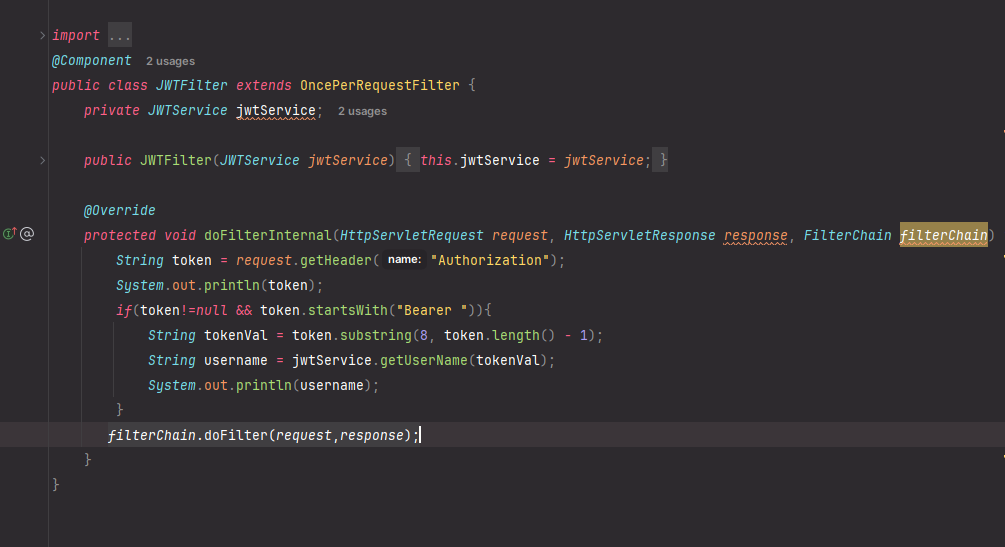 import ...
@Component 2 usages
public class JWTFilter extends OncePerRequestFilter {
private JWTService jwtService; 2 usages
public JWTFilter(JWTService jwtService) { this.jwtService = jwtService; }
@Override
protected void doFilterInternal(HttpServletRequest request, HttpServletResponse response, FilterChain filterChain)
String token = request.getHeader( name: "Authorization");
System.out.println(token);
if(token!=null && token.startsWith("Bearer ")){
String tokenVal = token.substring(8, token.length() - 1);
String username = jwtService.getUserName(tokenVal);
System.out.println(username);
}
filterChain.doFilter(request,response);
}
}